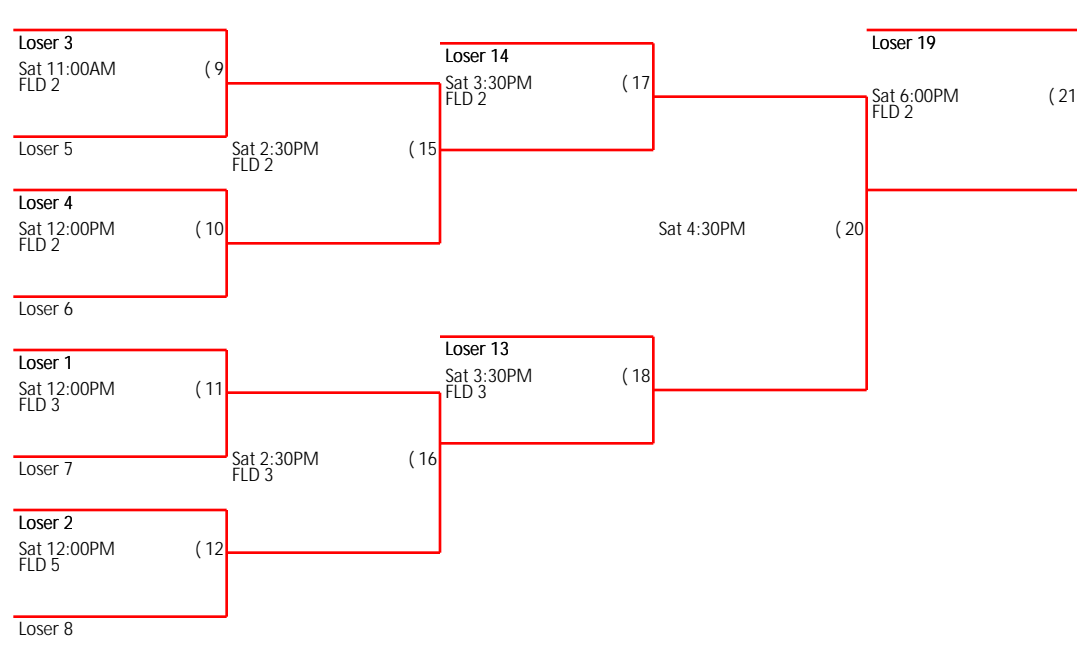 Loser 3
Sat 11:00AM ( 9
FLD 2
Loser 5
Sat 2:30PM ( 15
FLD 2
Loser 4
Sat 12:00PM ( 10
FLD 2
Loser 6
Loser 1
Sat 12:00PM ( 11
FLD 3
Loser 7
Sat 2:30PM ( 16
FLD 3
Loser 2
Sat 12:00PM ( 12
FLD 5
Loser 8
Loser 14
Sat 3:30PM ( 17
FLD 2
Sat 4:30PM ( 20
Loser 13
Sat 3:30PM ( 18
FLD 3
Loser 19
Sat 6:00PM ( 21
FLD 2